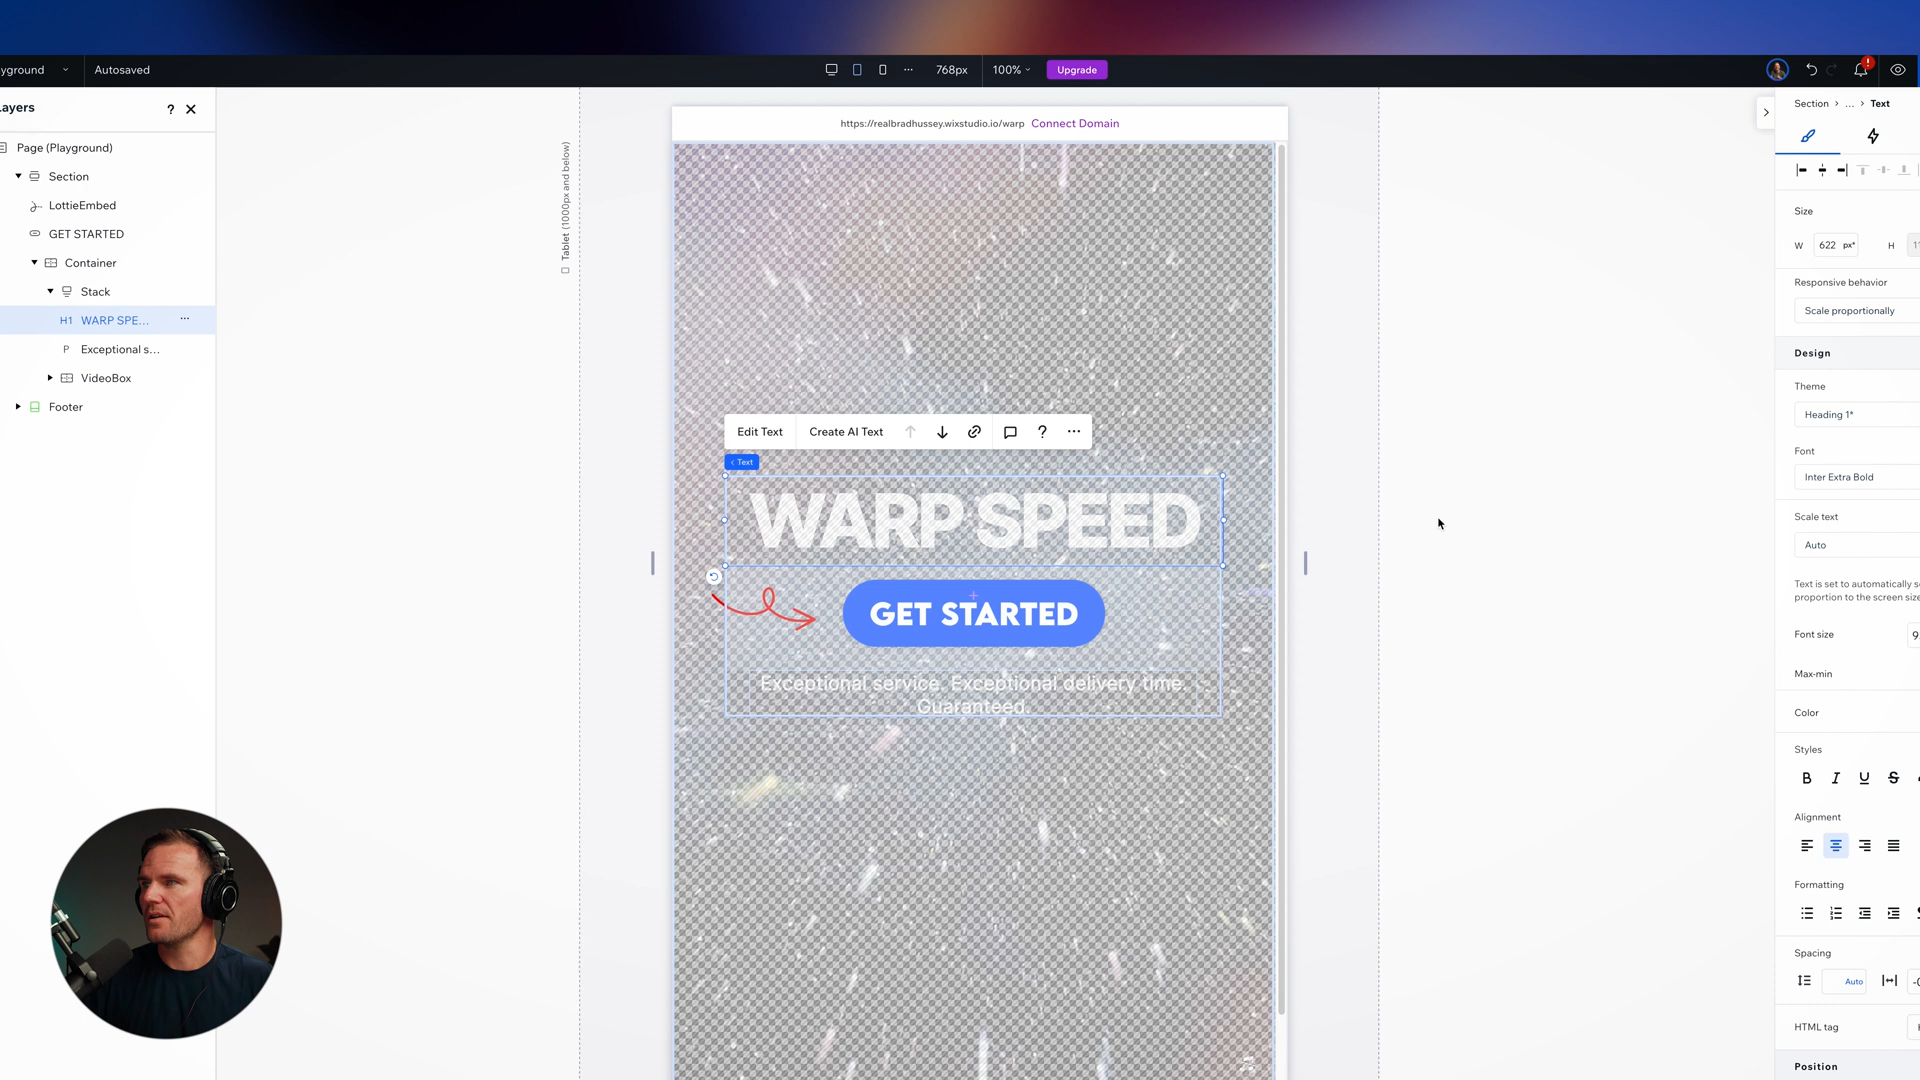 yground
Autosaved
768px
100%
Upgrade
ayers
?
Page (Playground)
Section
LottieEmbed
GET STARTED
Container
Stack
H1 WARP SPE...
P Exceptional s...
VideoBox
Footer
Tablet (1000px and below)
https://realbradhussey.wixstudio.io/warp Connect Domain
Edit Text
Create AI Text
?
Text
WARP SPEED
GET STARTED
Exceptional service. Exceptional delivery time.
Guaranteed.
Section > ... > Text
Size
W 622 px* H
Responsive behavior
Scale proportionally
Design
Theme
Heading 1*
Font
Inter Extra Bold
Scale text
Auto
Text is set to automatically s
proportion to the screen size
Font size 9
Max-min
Color
Styles
B I U S
Alignment
Formatting
Spacing
Auto
HTML tag
Position